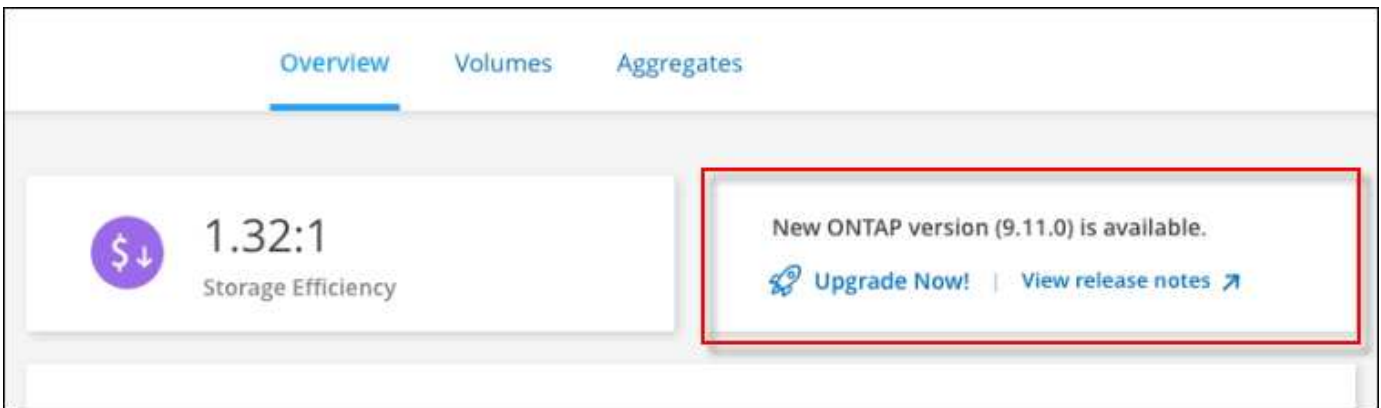 Overview Volumes Aggregates
1.32:1
Storage Efficiency
New ONTAP version (9.11.0) is available.
Upgrade Now! | View release notes